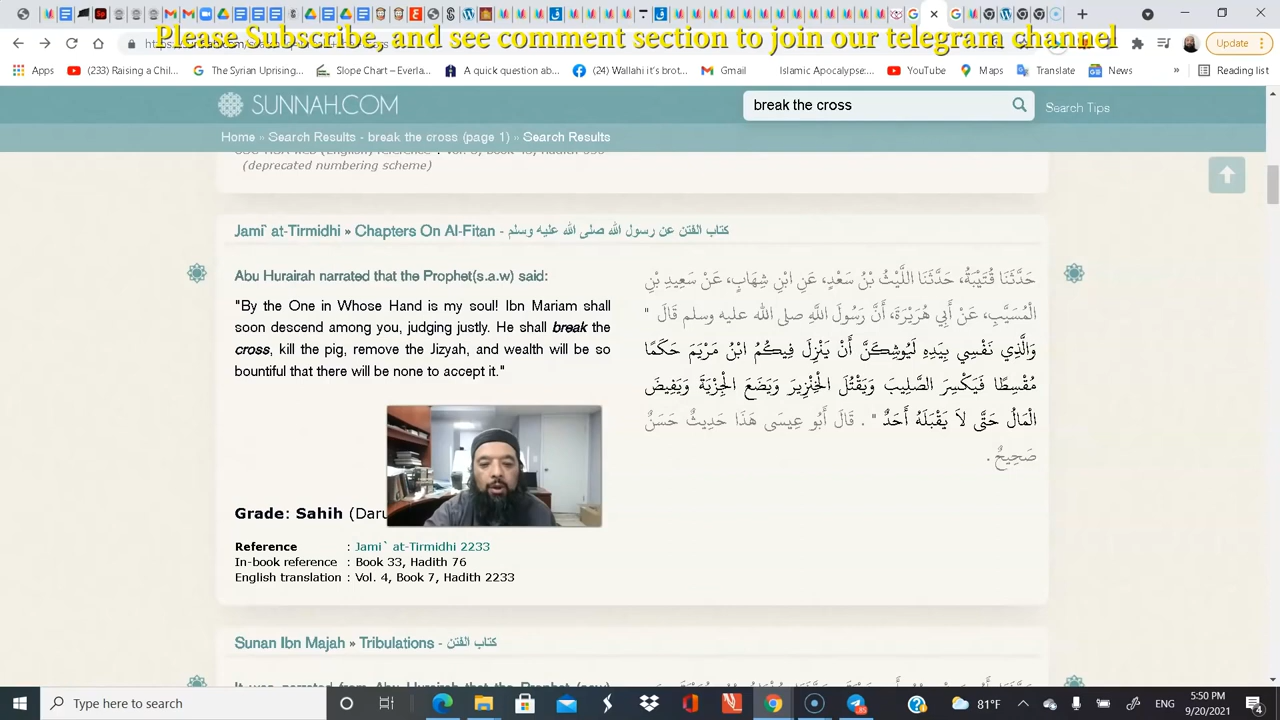 Please Subscribe, and see comment section to join our telegram channel
Update
Apps
(233) Raising a Chil...
The Syrian Uprising...
Slope Chart – Everla...
A quick question ab...
(24) Wallahi it's brot...
Gmail
Islamic Apocalypse:...
YouTube
Maps
Translate
News
»
Reading list
SUNNAH.COM
break the cross
Search Tips
Home » Search Results - break the cross (page 1) » Search Results
(deprecated numbering scheme)
Jami` at-Tirmidhi » Chapters On Al-Fitan - كتاب الفتن عن رسول الله صلى الله عليه وسلم
Abu Hurairah narrated that the Prophet(s.a.w) said:
"By the One in Whose Hand is my soul! Ibn Mariam shall
soon descend among you, judging justly. He shall break the
cross, kill the pig, remove the Jizyah, and wealth will be so
bountiful that there will be none to accept it."
حَدَّثَنَا قُتَيْبَةُ، حَدَّثَنَا اللَّيْثُ بْنُ سَعْدٍ، عَنِ ابْنِ شِهَابٍ، عَنْ سَعِيدِ بْنِ
الْمُسَيَّبِ، عَنْ أَبِي هُرَيْرَةَ، أَنَّ رَسُولَ اللَّهِ صلى الله عليه وسلم قَالَ ‏"‏
وَالَّذِي نَفْسِي بِيَدِهِ لَيُوشِكَنَّ أَنْ يَنْزِلَ فِيكُمُ ابْنُ مَرْيَمَ حَكَمًا
مُقْسِطًا فَيَكْسِرَ الصَّلِيبَ وَيَقْتُلَ الْخِنْزِيرَ وَيَضَعَ الْجِزْيَةَ وَيَفِيضَ
الْمَالُ حَتَّى لاَ يَقْبَلَهُ أَحَدٌ ‏"‏ ‏.‏ قَالَ أَبُو عِيسَى هَذَا حَدِيثٌ حَسَنٌ
صَحِيحٌ ‏.‏
Grade: Sahih (Daru
Reference : Jami` at-Tirmidhi 2233
In-book reference : Book 33, Hadith 76
English translation : Vol. 4, Book 7, Hadith 2233
Sunan Ibn Majah » Tribulations - كتاب الفتن
Type here to search
81°F
ENG
5:50 PM
9/20/2021
4